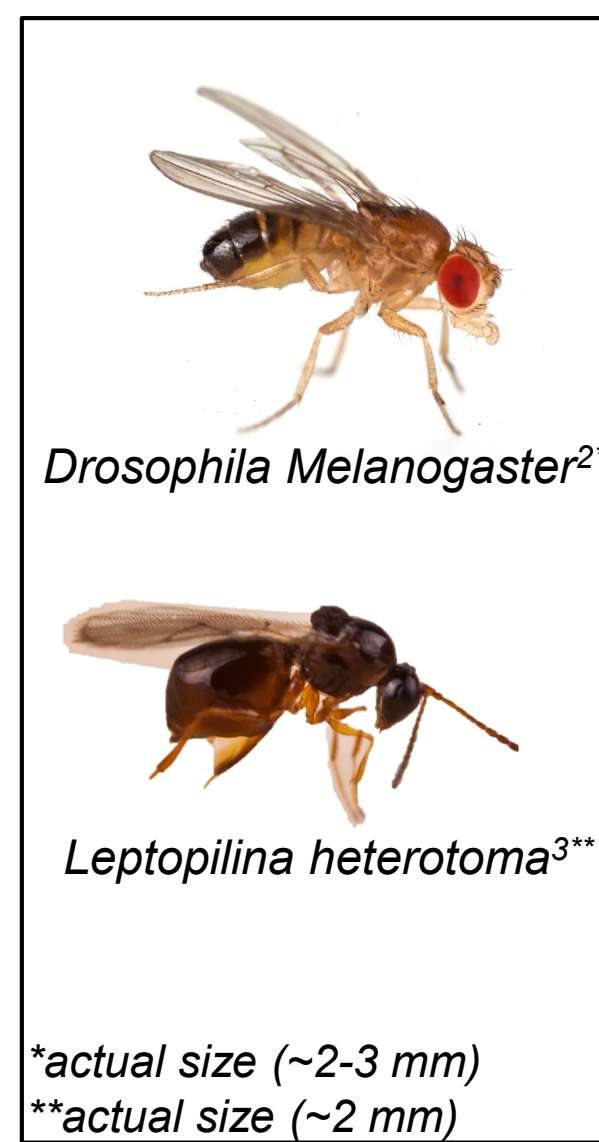 Drosophila Melanogaster2*
Leptopilina heterotoma3**
*actual size (~2-3 mm)
**actual size (~2 mm)